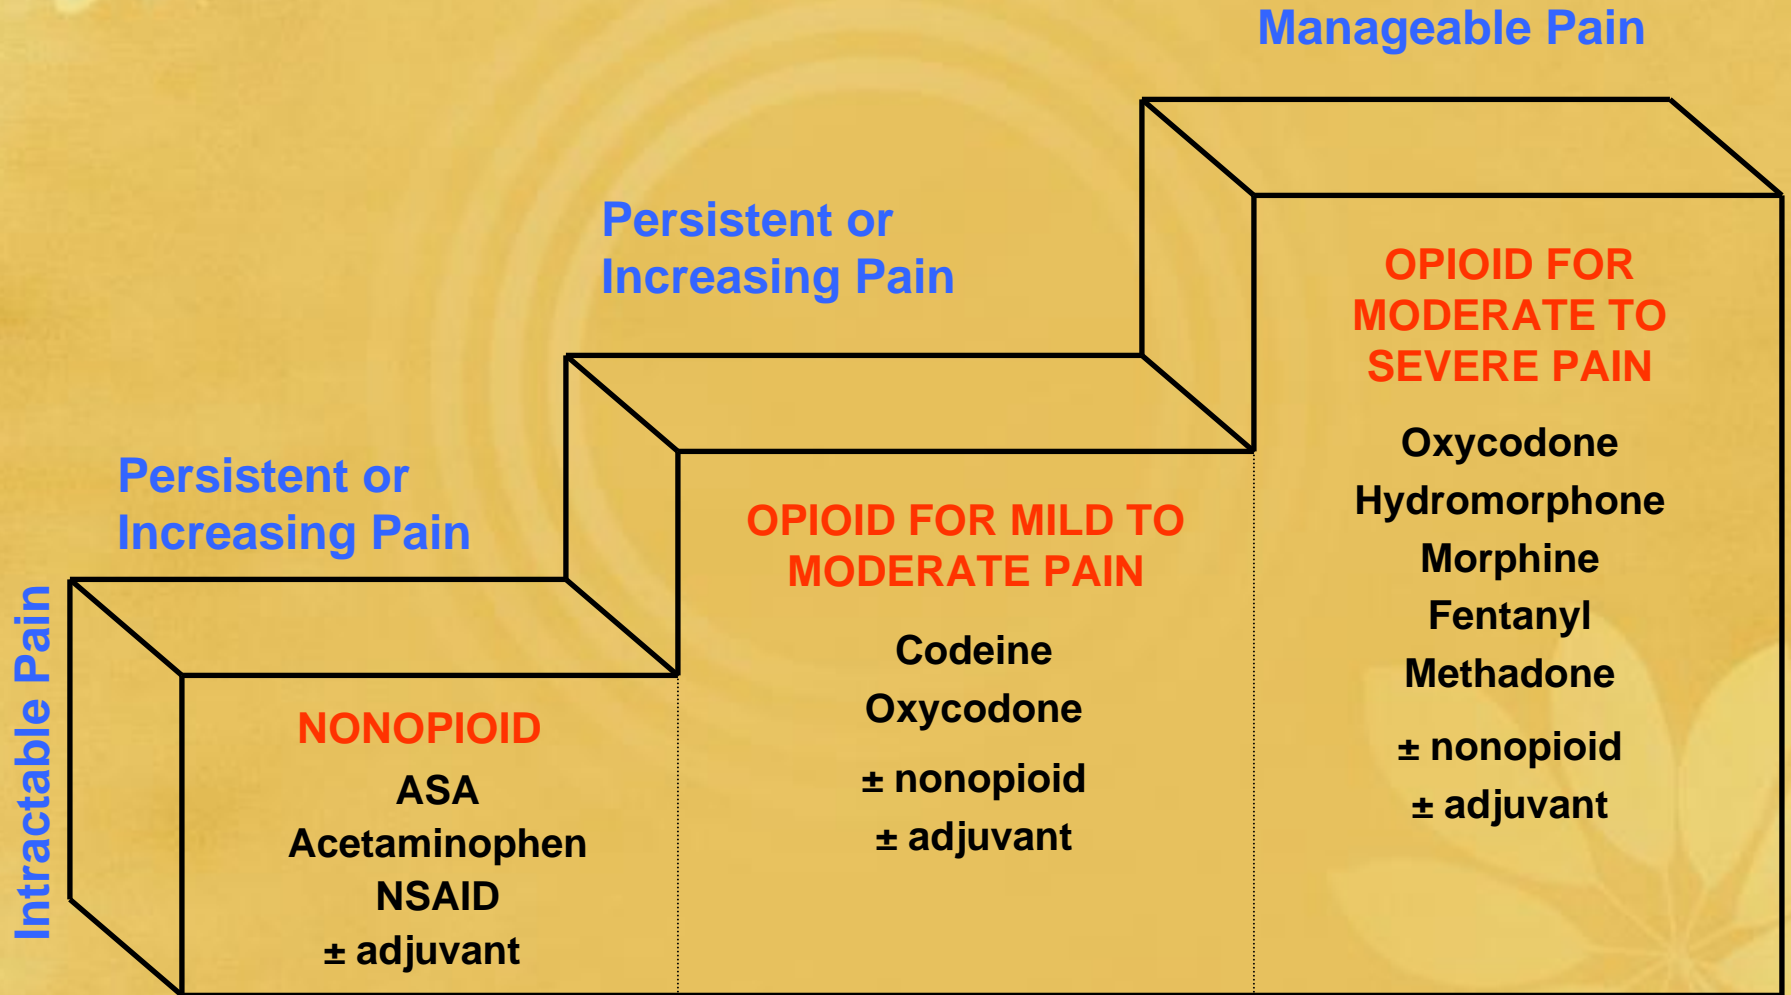 Manageable Pain
Persistent or
Increasing Pain
OPIOID FOR
MODERATE TO
SEVERE PAIN
Oxycodone
Hydromorphone
Morphine
Fentanyl
Methadone
± nonopioid
± adjuvant
Persistent or
Increasing Pain
OPIOID FOR MILD TO
MODERATE PAIN
Codeine
Oxycodone
± nonopioid
± adjuvant
Intractable Pain
NONOPIOID
ASA
Acetaminophen
NSAID
± adjuvant